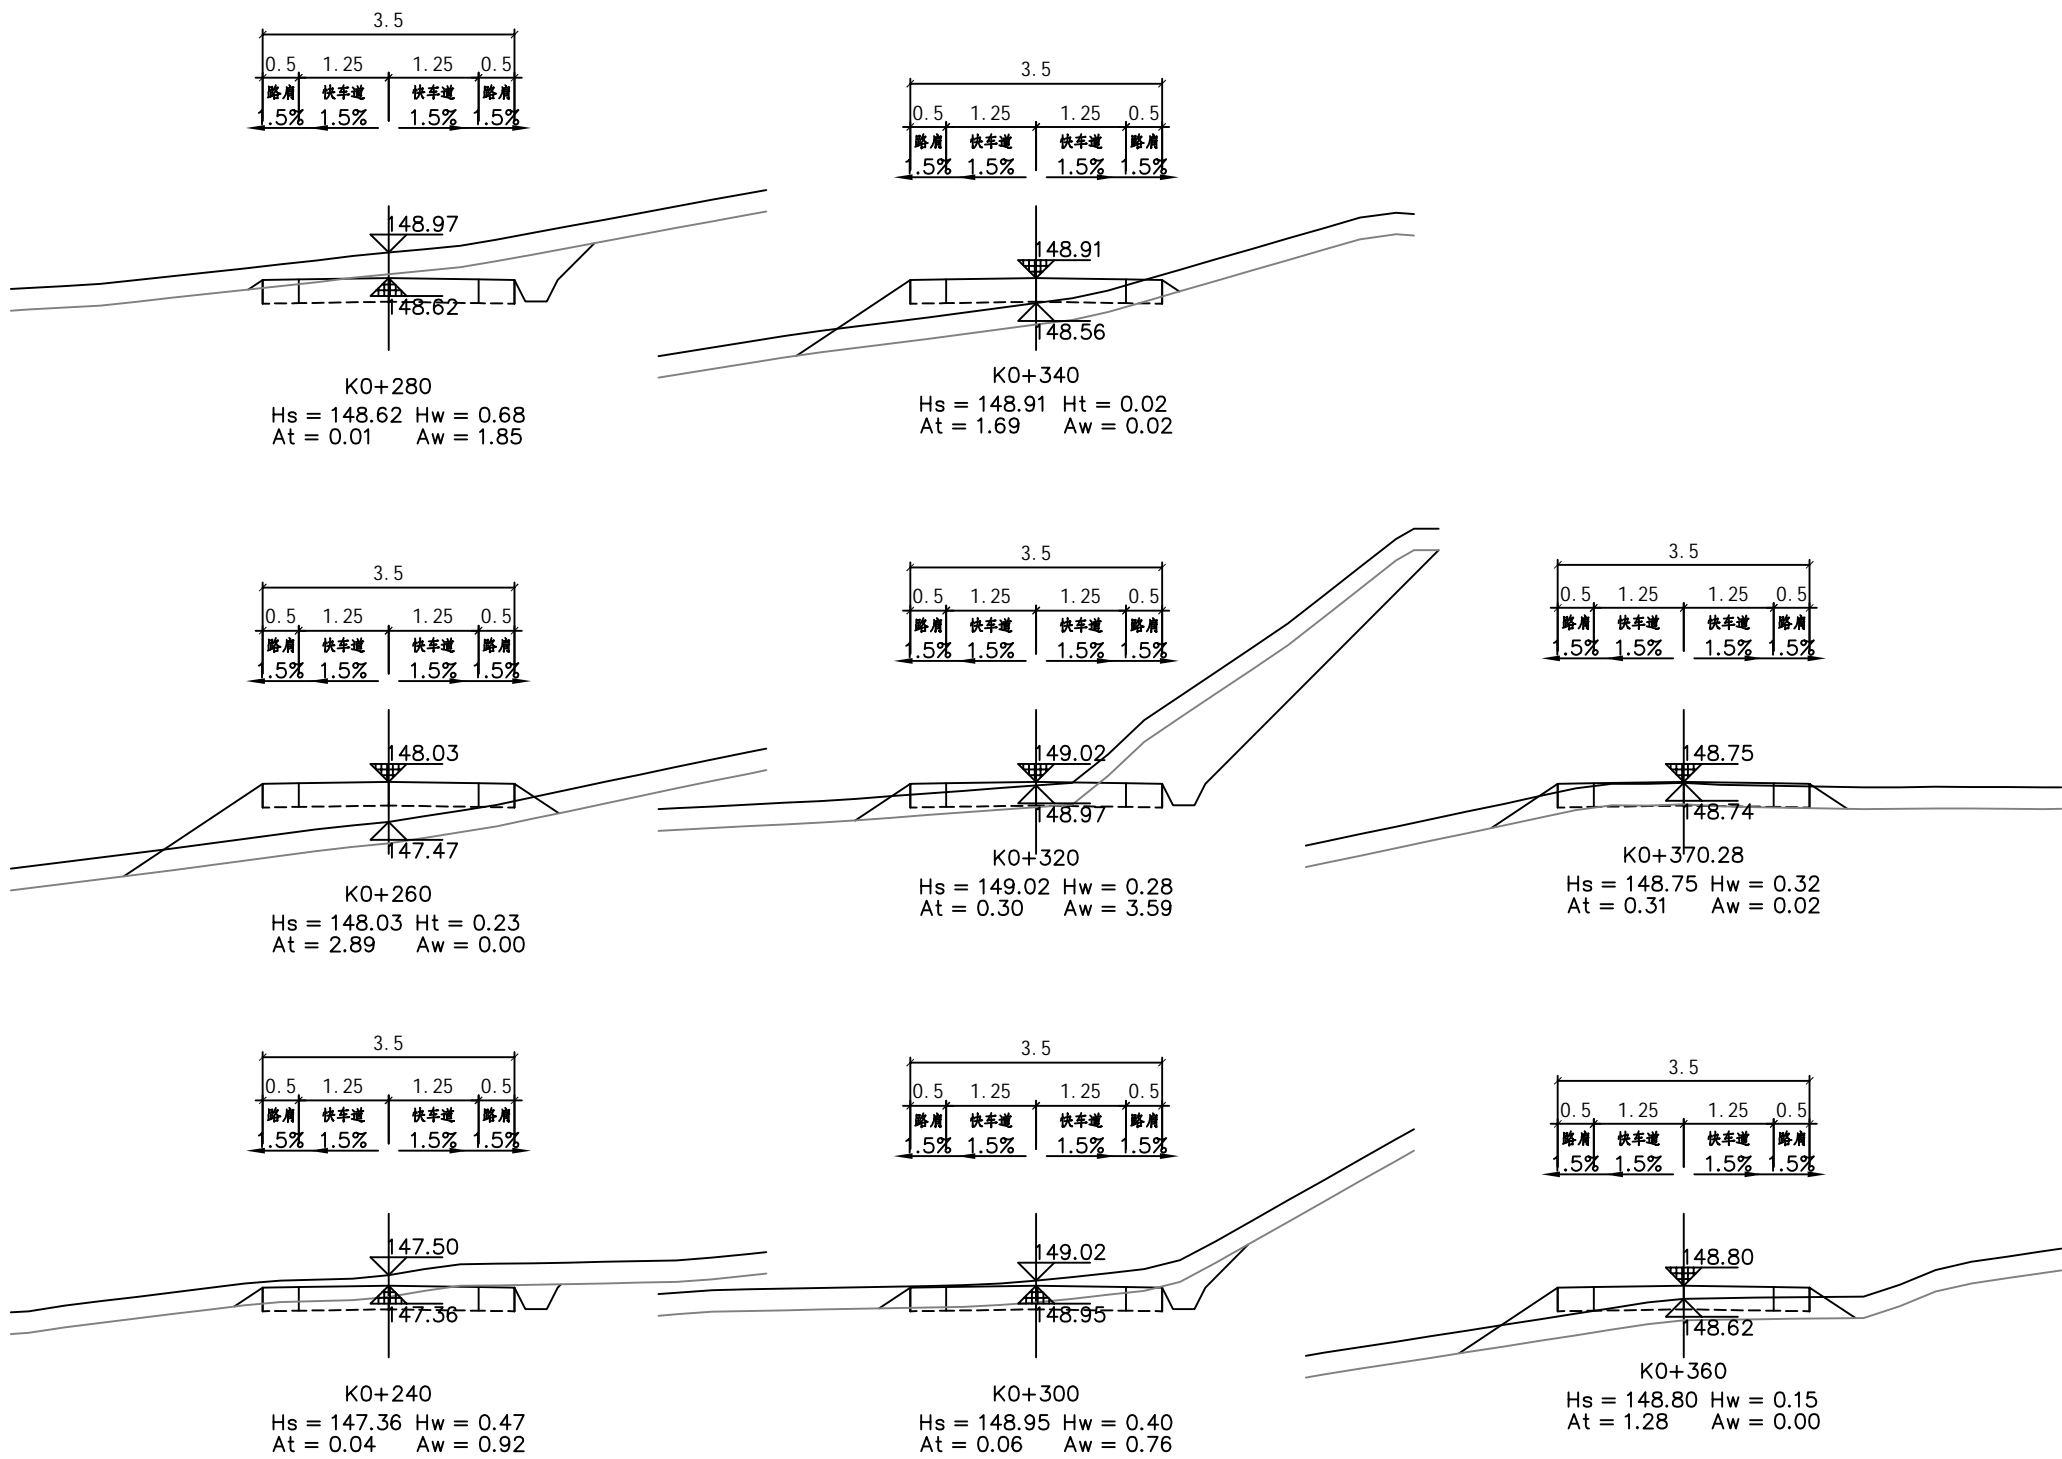 3.5
0.5 1.25 1.25 0.5
路肩 快车道 快车道 路肩
1.5% 1.5% 1.5% 1.5%
148.97
148.62
K0+280
Hs = 148.62 Hw = 0.68
At = 0.01 Aw = 1.85
3.5
0.5 1.25 1.25 0.5
路肩 快车道 快车道 路肩
1.5% 1.5% 1.5% 1.5%
148.91
148.56
K0+340
Hs = 148.91 Ht = 0.02
At = 1.69 Aw = 0.02
3.5
0.5 1.25 1.25 0.5
路肩 快车道 快车道 路肩
1.5% 1.5% 1.5% 1.5%
148.03
147.47
K0+260
Hs = 148.03 Ht = 0.23
At = 2.89 Aw = 0.00
3.5
0.5 1.25 1.25 0.5
路肩 快车道 快车道 路肩
1.5% 1.5% 1.5% 1.5%
149.02
148.97
K0+320
Hs = 149.02 Hw = 0.28
At = 0.30 Aw = 3.59
3.5
0.5 1.25 1.25 0.5
路肩 快车道 快车道 路肩
1.5% 1.5% 1.5% 1.5%
148.75
148.74
K0+370.28
Hs = 148.75 Hw = 0.32
At = 0.31 Aw = 0.02
3.5
0.5 1.25 1.25 0.5
路肩 快车道 快车道 路肩
1.5% 1.5% 1.5% 1.5%
147.50
147.36
K0+240
Hs = 147.36 Hw = 0.47
At = 0.04 Aw = 0.92
3.5
0.5 1.25 1.25 0.5
路肩 快车道 快车道 路肩
1.5% 1.5% 1.5% 1.5%
149.02
148.95
K0+300
Hs = 148.95 Hw = 0.40
At = 0.06 Aw = 0.76
3.5
0.5 1.25 1.25 0.5
路肩 快车道 快车道 路肩
1.5% 1.5% 1.5% 1.5%
148.80
148.62
K0+360
Hs = 148.80 Hw = 0.15
At = 1.28 Aw = 0.00